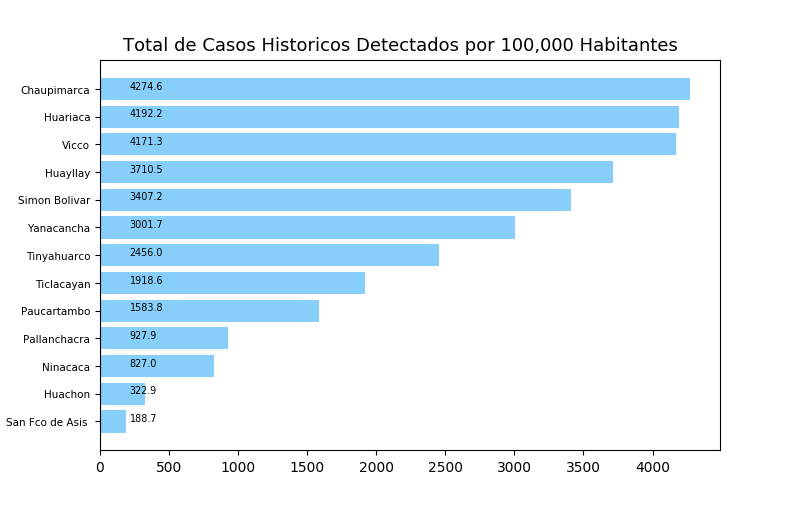 Total de Casos Historicos Detectados por 100,000 Habitantes
Chaupimarca 4274.6
Huariaca 4192.2
Vicco 4171.3
Huayllay 3710.5
Simon Bolivar 3407.2
Yanacancha 3001.7
Tinyahuarco 2456.0
Ticlacayan 1918.6
Paucartambo 1583.8
Pallanchacra 927.9
Ninacaca 827.0
Huachon 322.9
San Fco de Asis 188.7
0 500 1000 1500 2000 2500 3000 3500 4000